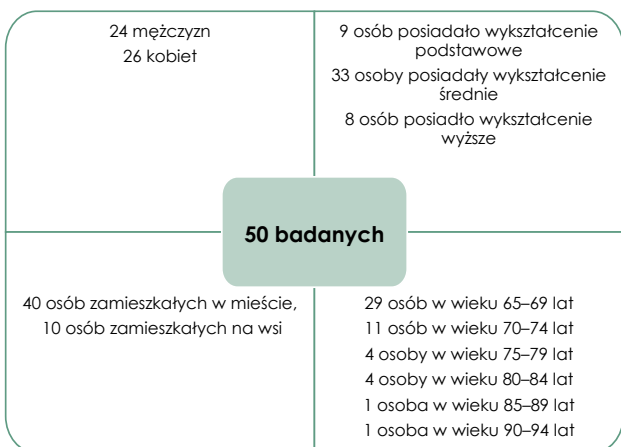 24 mężczyzn
26 kobiet
9 osób posiadało wykształcenie
podstawowe
33 osoby posiadały wykształcenie
średnie
8 osób posiadło wykształcenie
wyższe
50 badanych
40 osób zamieszkałych w mieście,
10 osób zamieszkałych na wsi
29 osób w wieku 65–69 lat
11 osób w wieku 70–74 lat
4 osoby w wieku 75–79 lat
4 osoby w wieku 80–84 lat
1 osoba w wieku 85–89 lat
1 osoba w wieku 90–94 lat